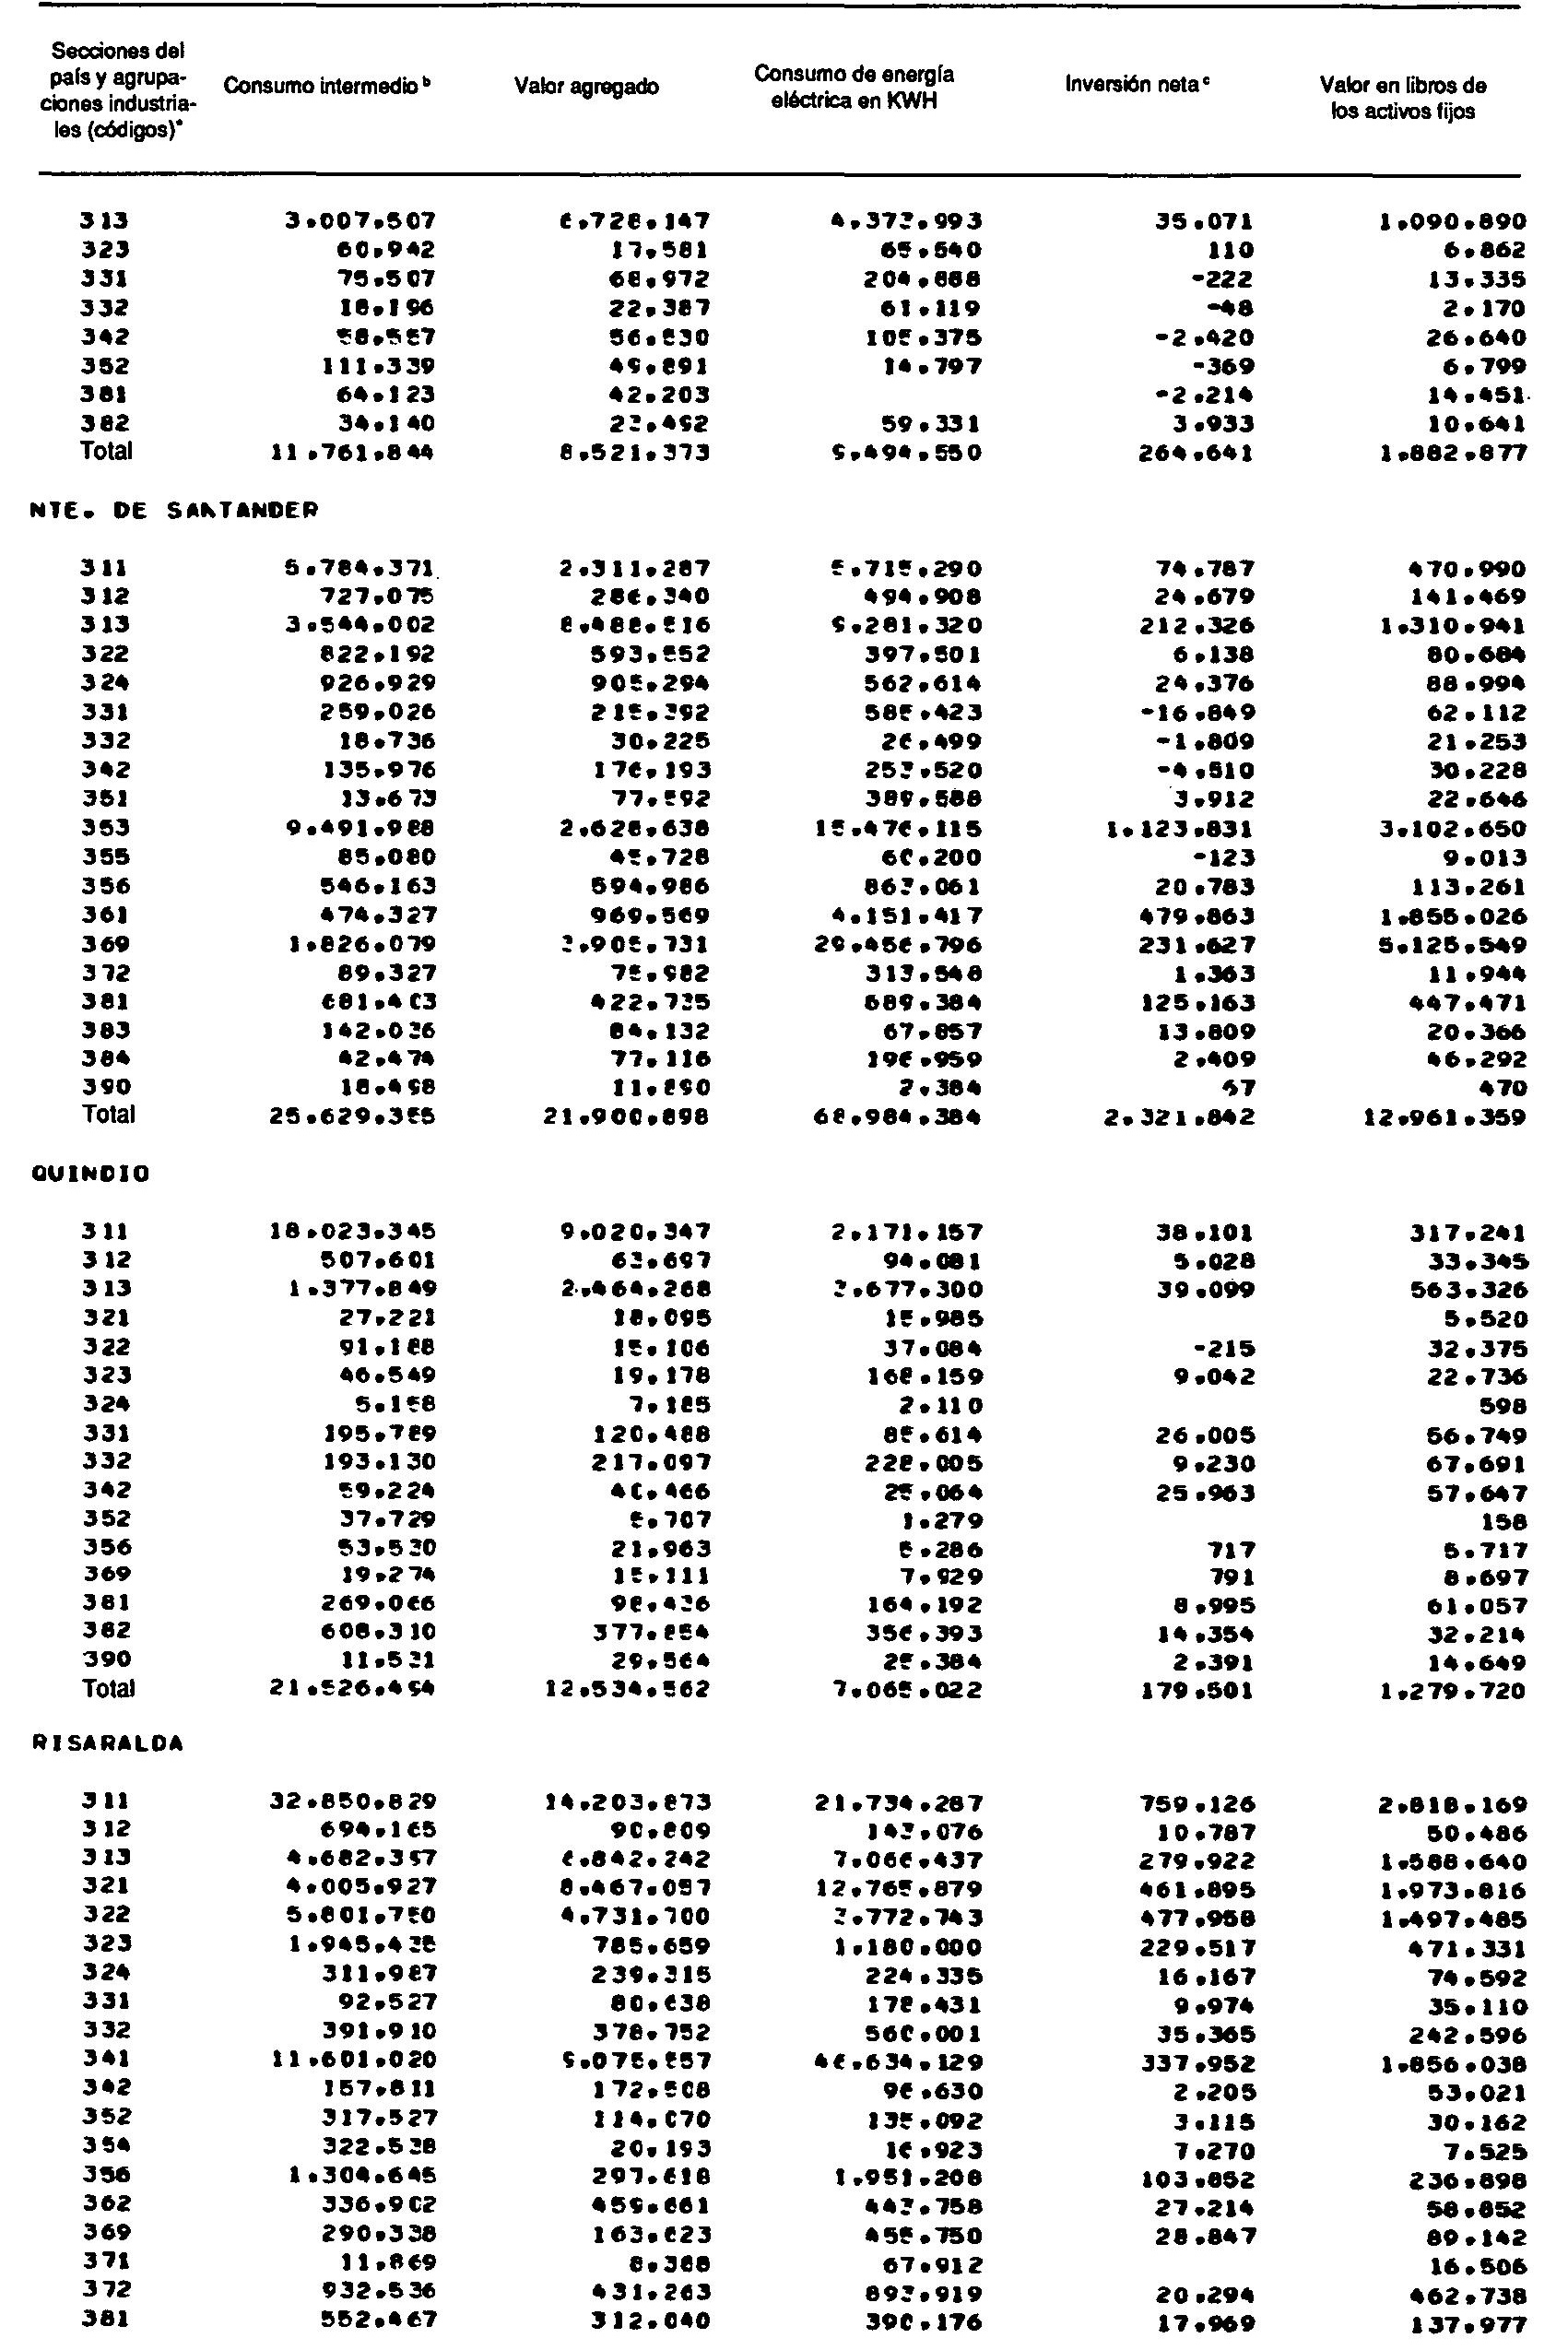 Secciones del país y agrupaciones industriales (códigos)* Consumo intermedio b Valor agregado Consumo de energía eléctrica en KWH Inversión neta c Valor en libros de los activos fijos
313 3.007.507 6.728.147 4.373.993 35.071 1.090.890
323 60.942 17.581 65.540 110 6.862
331 75.507 68.972 204.888 -222 13.335
332 18.196 22.387 61.119 -48 2.170
342 56.830 105.375 -2.420 26.640
352 111.339 49.891 14.797 -369 6.799
381 64.123 42.203 -2.214 14.451
382 34.140 59.331 3.933 10.641
Total 11.761.844 8.521.373 9.494.550 264.641 1.882.877
NTE. DE SANTANDER
311 5.784.371 2.311.287 5.715.290 74.787 470.990
312 727.075 286.340 494.908 24.679 141.469
313 3.544.002 8.488.816 9.281.320 212.326 1.310.941
322 822.192 593.552 397.501 6.138 80.684
324 926.929 905.294 562.614 24.376 88.994
331 259.026 215.392 585.423 -16.849 62.112
332 18.736 30.225 26.499 -1.809 21.253
342 135.976 176.193 253.520 -4.510 30.228
351 13.673 77.592 389.588 3.912 22.646
353 9.491.988 2.628.638 15.476.115 1.123.831 3.102.650
355 85.080 45.728 60.200 -123 9.013
356 546.163 594.986 863.061 20.783 113.261
361 474.327 969.569 4.151.417 479.863 1.855.026
369 1.826.079 3.905.731 29.456.796 231.627 5.125.549
372 89.327 75.982 313.548 1.363 11.944
381 681.403 422.735 689.384 125.163 447.471
383 142.036 84.132 67.857 13.809 20.366
384 42.474 77.116 196.959 2.409 46.292
390 18.498 11.890 2.384 470
Total 25.629.355 21.900.898 68.984.384 2.321.842 12.961.359
QUINDIO
311 18.023.345 9.020.347 2.171.157 38.101 317.241
312 507.601 63.697 94.081 5.028 33.345
313 1.377.849 2.464.268 3.677.300 39.099 563.326
321 27.221 18.095 15.985 5.520
322 91.188 15.106 37.084 -215 32.375
323 46.549 19.178 168.159 9.042 22.736
324 5.158 7.185 2.110 598
331 195.789 120.488 85.614 26.005 56.749
332 193.130 217.097 228.005 9.230 67.691
342 59.224 40.466 25.064 25.963 57.647
352 37.729 1.279 158
356 53.530 21.963 5.286 717 5.717
369 19.274 15.111 7.929 791 8.697
381 269.066 98.436 164.192 8.995 61.057
382 608.310 377.854 356.393 14.354 32.214
390 11.531 29.564 25.384 2.391 14.649
Total 21.526.494 12.534.562 7.065.022 179.501 1.279.720
RISARALDA
311 32.850.829 14.203.873 21.734.287 759.126 2.818.169
312 694.165 90.809 143.076 10.787 50.486
313 4.682.357 6.842.242 7.066.437 279.922 1.588.640
321 4.005.927 8.467.057 12.765.879 461.895 1.973.816
322 5.801.750 4.731.700 3.772.743 477.958 1.497.485
323 1.945.435 785.659 1.180.000 229.517 471.331
324 311.987 239.315 224.335 16.167 74.592
331 92.527 80.638 178.431 9.974 35.110
332 391.910 378.752 560.001 35.365 242.596
341 11.601.020 9.075.857 46.634.129 337.952 1.856.038
342 157.811 172.508 96.630 2.205 53.021
352 317.527 114.070 135.092 3.115 30.162
354 322.538 20.193 16.923 7.270 7.525
356 1.304.645 297.618 1.951.208 103.852 236.898
362 336.902 459.661 443.758 27.214 58.852
369 290.338 163.623 455.750 28.847 89.142
371 11.869 8.388 67.912 16.506
372 932.536 431.263 893.919 20.294 462.738
381 552.467 312.040 390.176 17.969 137.977